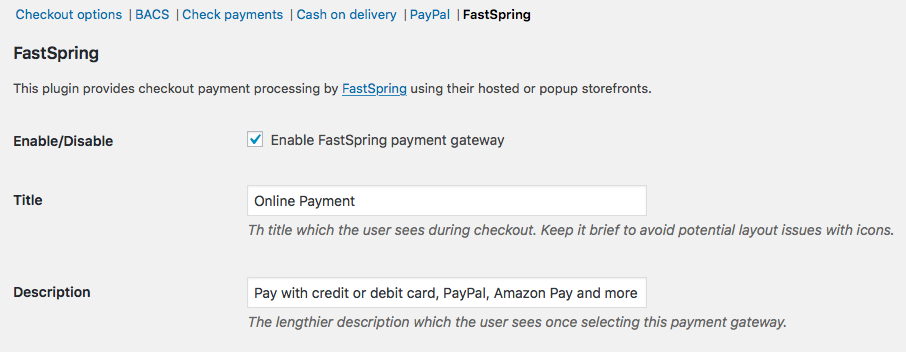 Checkout options | BACS | Check payments | Cash on delivery | PayPal | FastSpring
FastSpring
This plugin provides checkout payment processing by FastSpring using their hosted or popup storefronts.
Enable/Disable Enable FastSpring payment gateway
Title Online Payment
Th title which the user sees during checkout. Keep it brief to avoid potential layout issues with icons.
Description Pay with credit or debit card, PayPal, Amazon Pay and more
The lengthier description which the user sees once selecting this payment gateway.